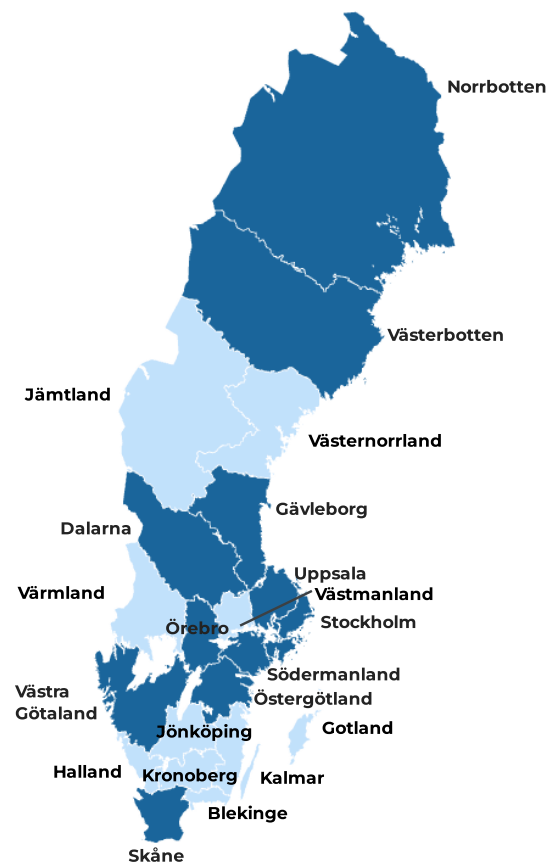 Norrbotten
Västerbotten
Jämtland
Västernorrland
Gävleborg
Dalarna
Uppsala
Värmland
Västmanland
Stockholm
Örebro
Södermanland
Västra
Götaland
Östergötland
Gotland
Jönköping
Halland
Kronoberg
Kalmar
Blekinge
Skåne